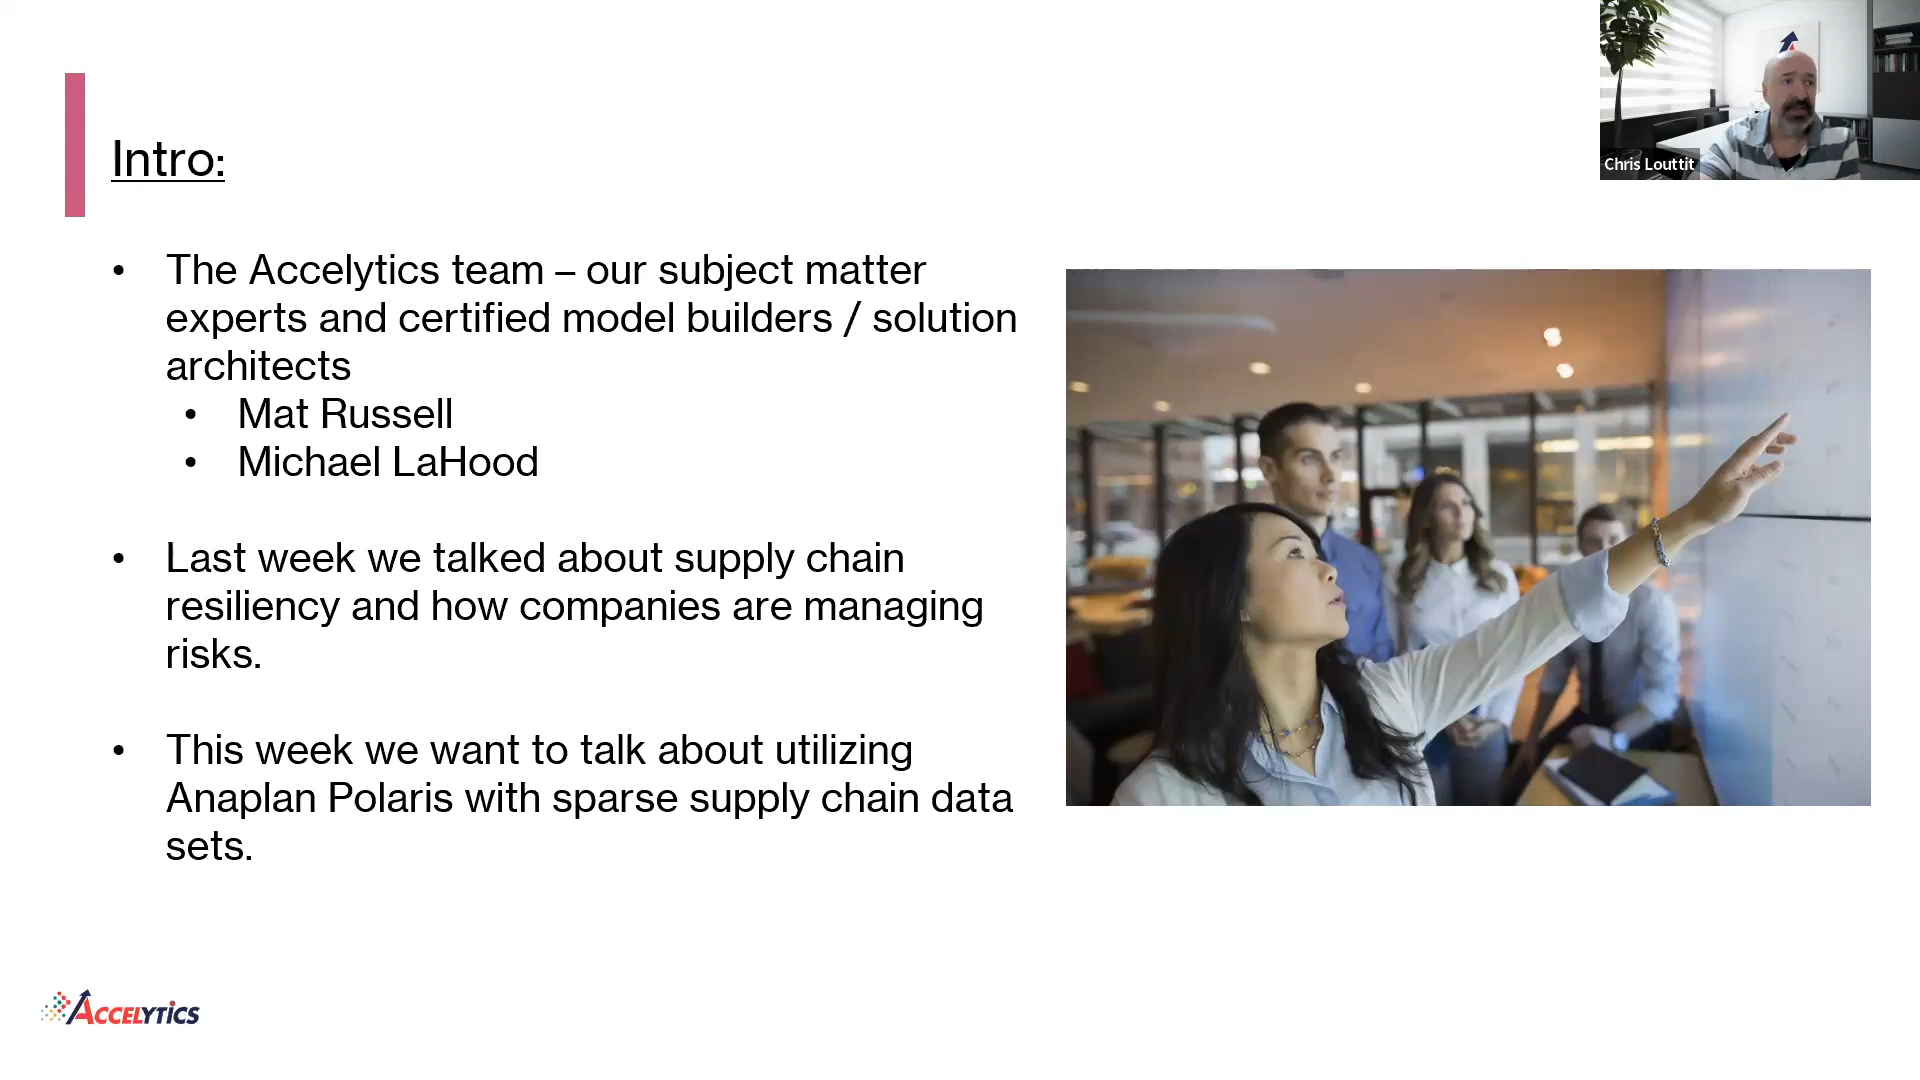 Chris Louttit
Intro:
• The Accelytics team – our subject matter
experts and certified model builders / solution
architects
• Mat Russell
• Michael LaHood
• Last week we talked about supply chain
resiliency and how companies are managing
risks.
• This week we want to talk about utilizing
Anaplan Polaris with sparse supply chain data
sets.
ACCELYTICS